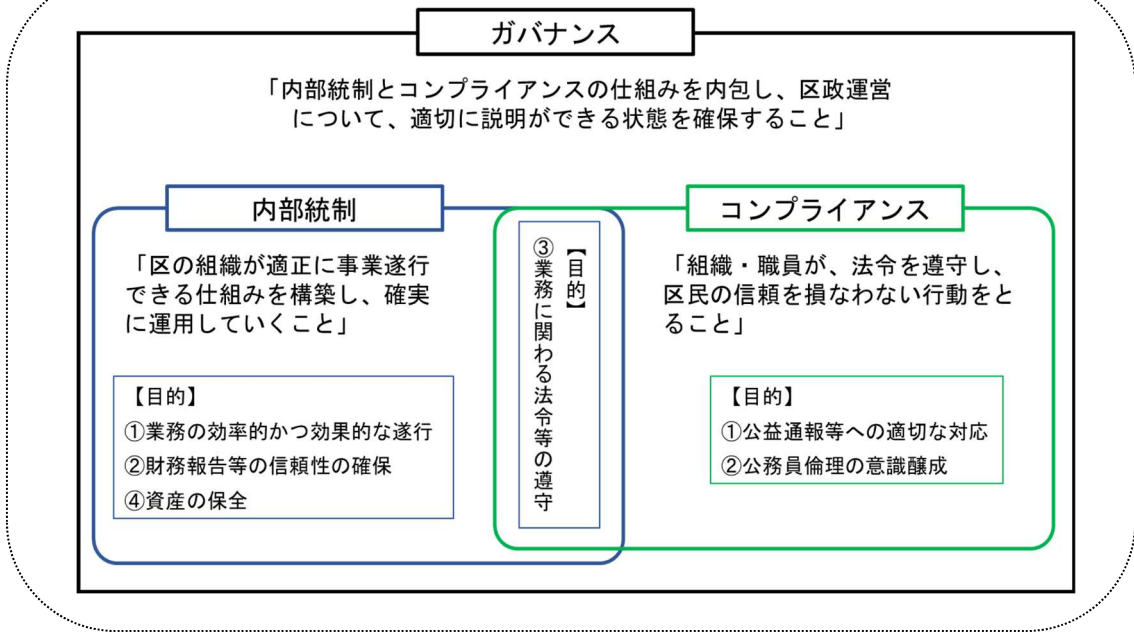 ガバナンス
「内部統制とコンプライアンスの仕組みを内包し、区政運営
について、適切に説明ができる状態を確保すること」
内部統制
「区の組織が適正に事業遂行
できる仕組みを構築し、確実
に運用していくこと」
【目的】
①業務の効率的かつ効果的な遂行
②財務報告等の信頼性の確保
④資産の保全
【目的】
③業務に関わる法令等の遵守
コンプライアンス
「組織・職員が、法令を遵守し、
区民の信頼を損なわない行動をと
ること」
【目的】
①公益通報等への適切な対応
②公務員倫理の意識醸成